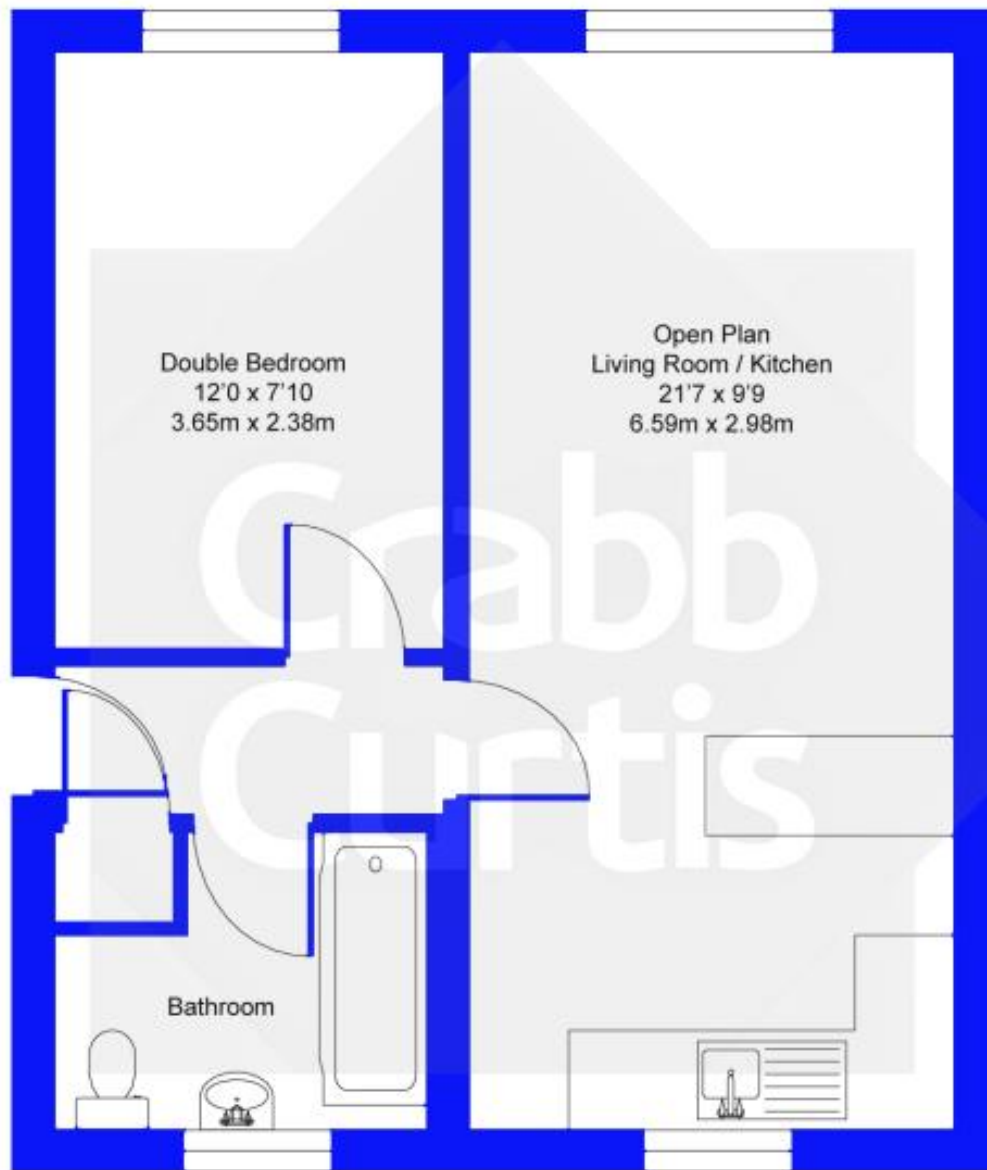 Double Bedroom
12'0 x 7'10
3.65m x 2.38m
Open Plan
Living Room / Kitchen
21'7 x 9'9
6.59m x 2.98m
Crabb
Curtis
Bathroom